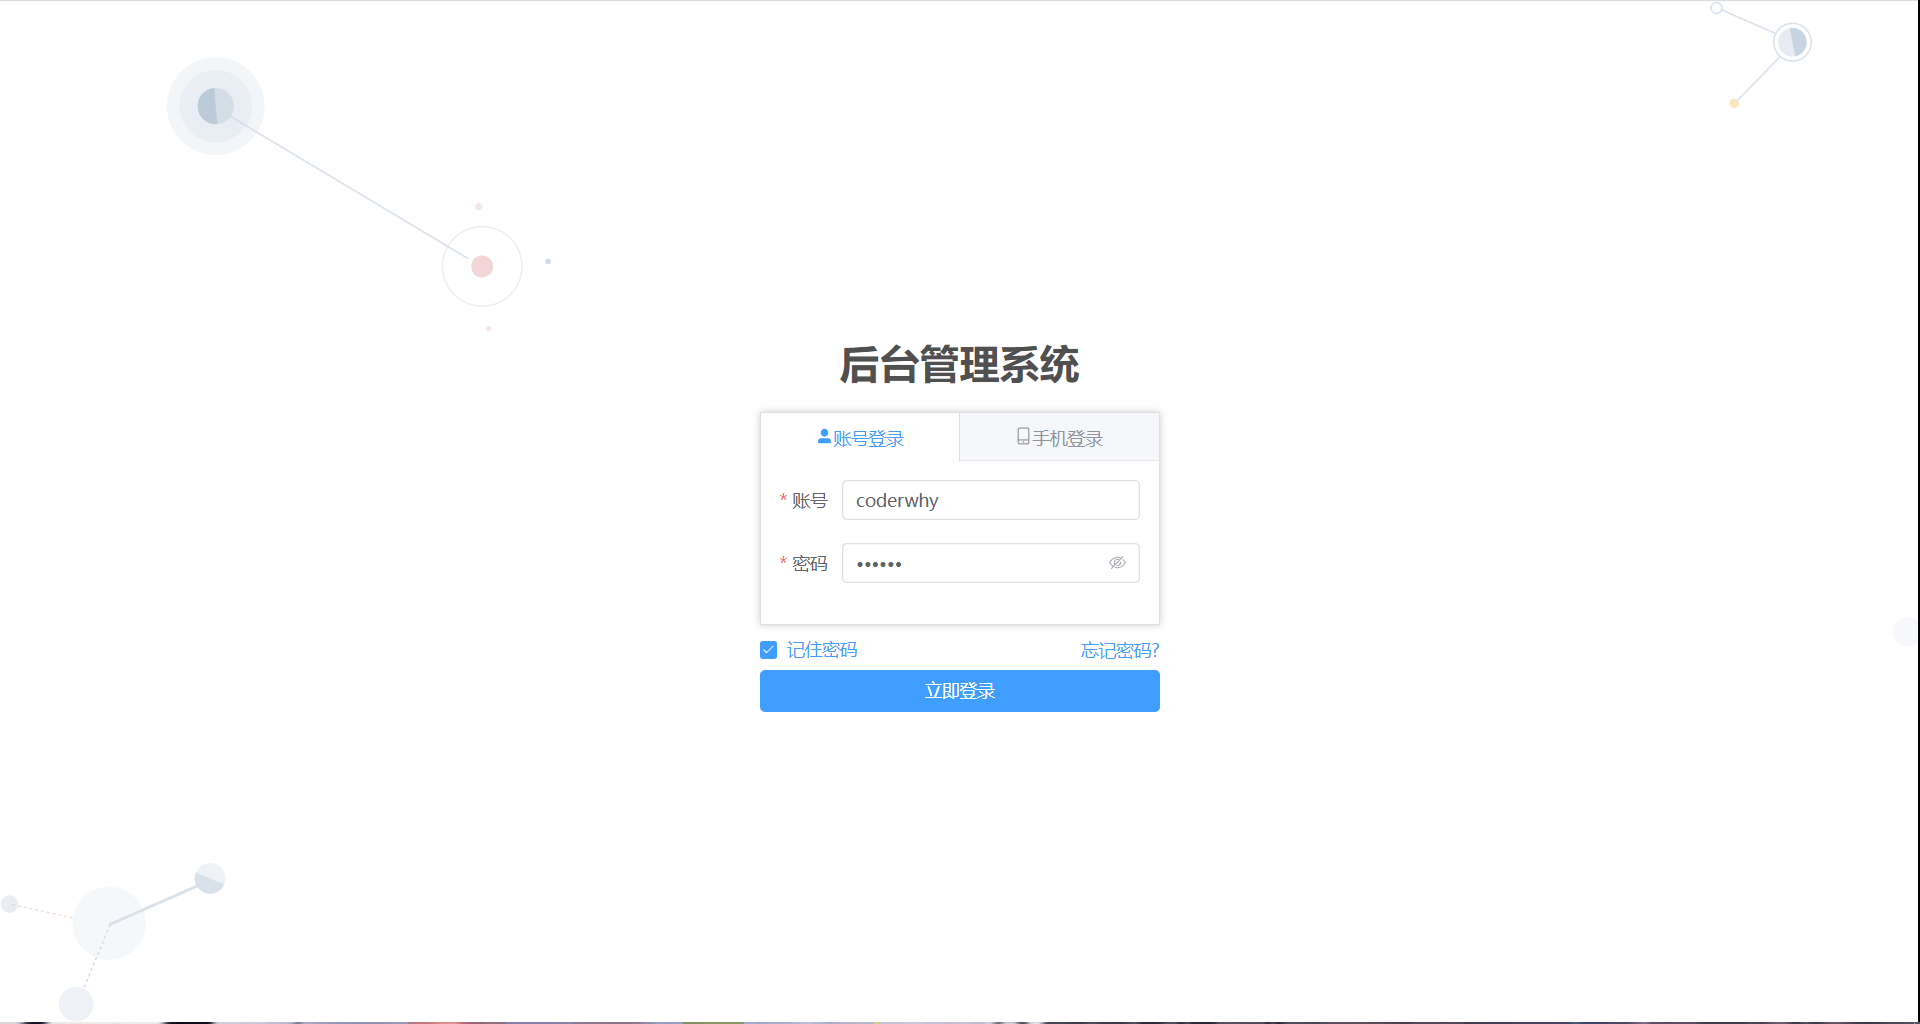 后台管理系统
账号登录 手机登录
* 账号 coderwhy
* 密码 ••••••
记住密码 忘记密码?
立即登录